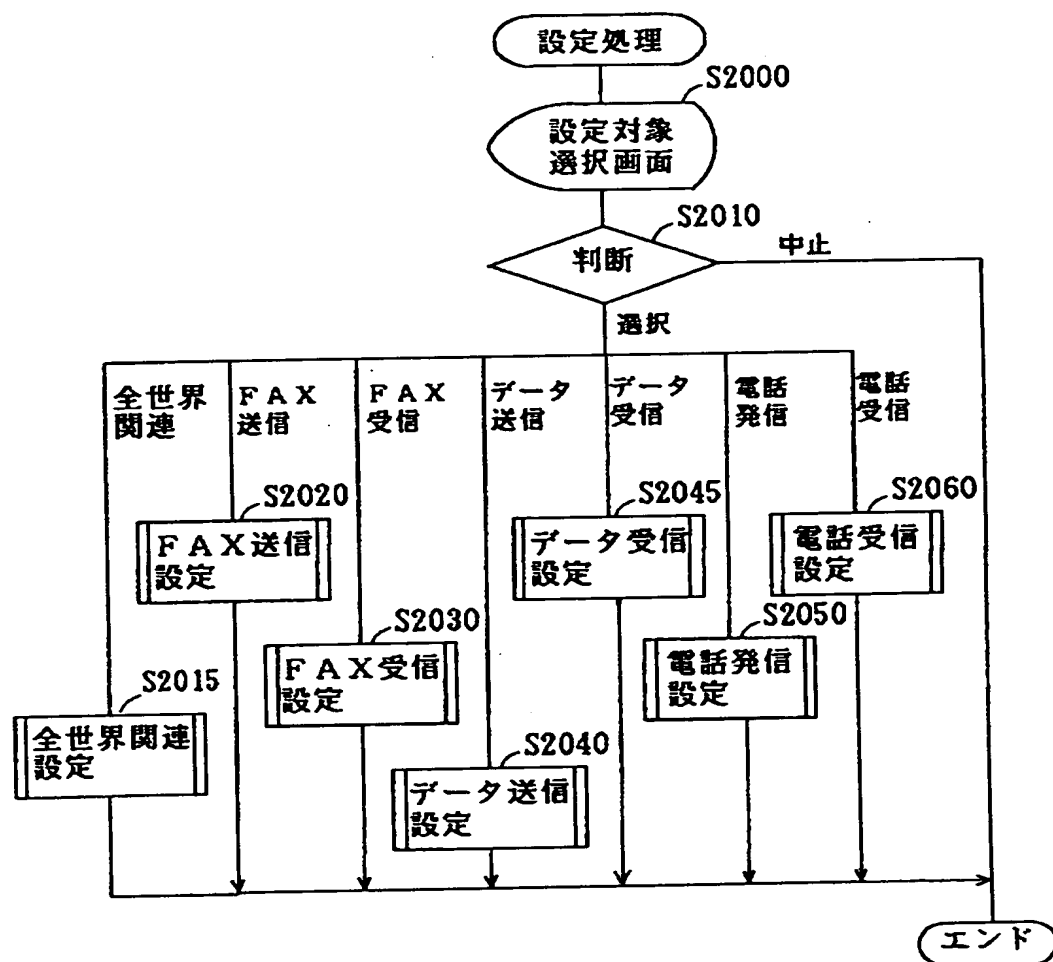 設定処理
S2000
設定対象
選択画面
S2010
判断
中止
選択
全世界
関連
ＦＡＸ
送信
ＦＡＸ
受信
データ
送信
データ
受信
電話
発信
電話
受信
S2020
ＦＡＸ送信
設定
S2045
データ受信
設定
S2060
電話受信
設定
S2030
ＦＡＸ受信
設定
S2050
電話発信
設定
S2015
全世界関連
設定
S2040
データ送信
設定
エンド